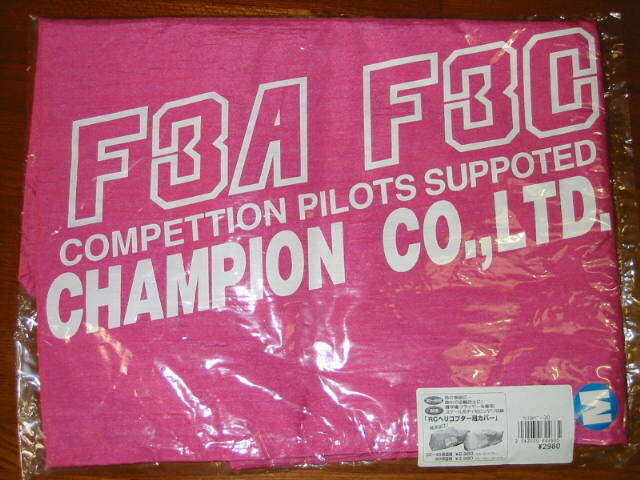 F3A F3C
COMPETTION PILOTS SUPPOTED
CHAMPION CO.,LTD.
M
「RCヘリコプター用カバー」
¥2980